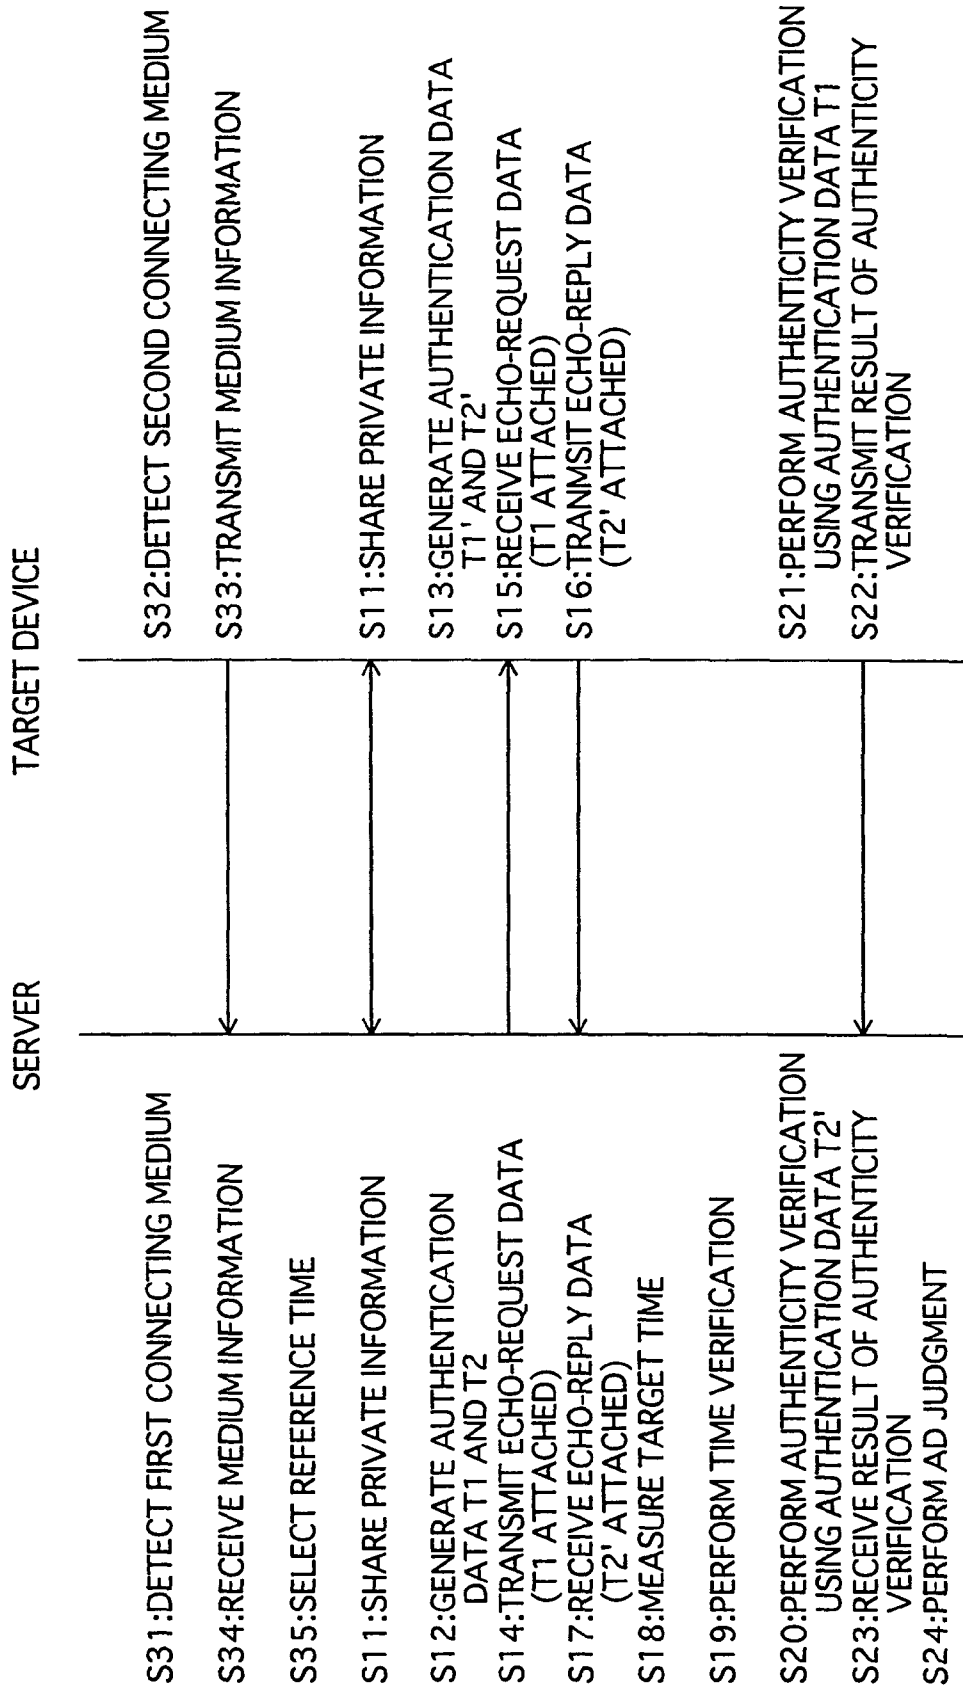 SERVER
TARGET DEVICE
S31:DETECT FIRST CONNECTING MEDIUM
S32:DETECT SECOND CONNECTING MEDIUM
S34:RECEIVE MEDIUM INFORMATION
S33:TRANSMIT MEDIUM INFORMATION
S35:SELECT REFERENCE TIME
S11:SHARE PRIVATE INFORMATION
S11:SHARE PRIVATE INFORMATION
S12:GENERATE AUTHENTICATION
DATA T1 AND T2
S13:GENERATE AUTHENTICATION DATA
T1' AND T2'
S14:TRANSMIT ECHO-REQUEST DATA
(T1 ATTACHED)
S15:RECEIVE ECHO-REQUEST DATA
(T1 ATTACHED)
S17:RECEIVE ECHO-REPLY DATA
(T2' ATTACHED)
S16:TRANMSIT ECHO-REPLY DATA
(T2' ATTACHED)
S18:MEASURE TARGET TIME
S19:PERFORM TIME VERIFICATION
S20:PERFORM AUTHENTICITY VERIFICATION
USING AUTHENTICATION DATA T2'
S21:PERFORM AUTHENTICITY VERIFICATION
USING AUTHENTICATION DATA T1
S23:RECEIVE RESULT OF AUTHENTICITY
VERIFICATION
S22:TRANSMIT RESULT OF AUTHENTICITY
VERIFICATION
S24:PERFORM AD JUDGMENT